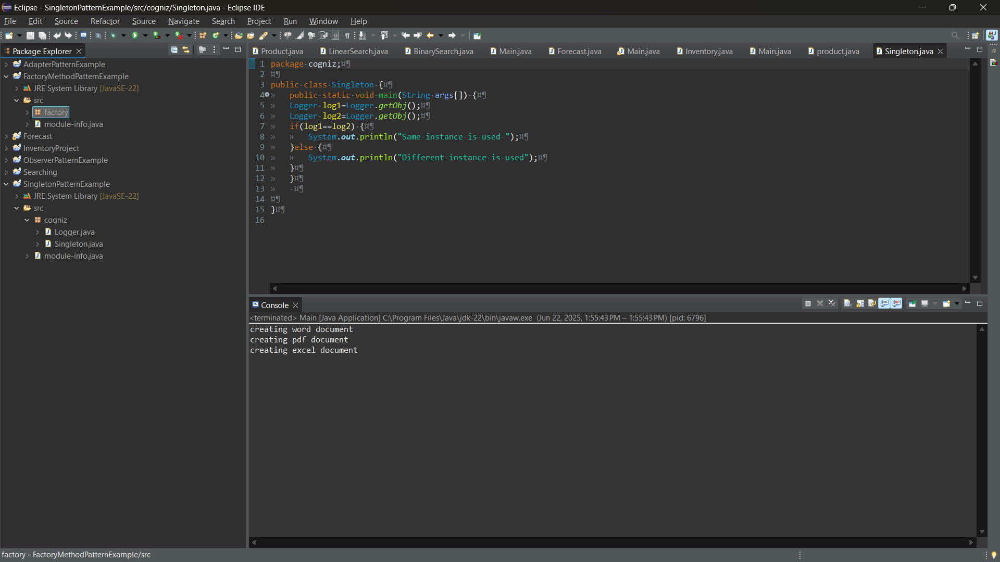 Eclipse - SingletonPatternExample/src/cogniz/Singleton.java - Eclipse IDE
File Edit Source Refactor Source Navigate Search Project Run Window Help
Package Explorer
AdapterPatternExample
FactoryMethodPatternExample
JRE System Library [JavaSE-22]
src
factory
module-info.java
Forecast
InventoryProject
ObserverPatternExample
Searching
SingletonPatternExample
JRE System Library [JavaSE-22]
src
cogniz
Logger.java
Singleton.java
module-info.java
Product.java LinearSearch.java BinarySearch.java Main.java Forecast.java Main.java Inventory.java Main.java product.java Singleton.java
1 package·cogniz;¤¶
2 ¤¶
3 public·class·Singleton·{¤¶
4 » public·static·void·main(String·args[])·{¤¶
5 » Logger·log1=Logger.getObj();¤¶
6 » Logger·log2=Logger.getObj();¤¶
7 » if(log1==log2)·{¤¶
8 » » System.out.println("Same·instance·is·used·");¤¶
9 » }else·{¤¶
10 » » System.out.println("Different·instance·is·used");¤¶
11 » }¤¶
12 » }¤¶
13 » ·¤¶
14 ¤¶
15 }¤¶
16
Console
<terminated> Main [Java Application] C:\Program Files\Java\jdk-22\bin\javaw.exe (Jun 22, 2025, 1:55:43 PM – 1:55:43 PM) [pid: 6796]
creating word document
creating pdf document
creating excel document
factory - FactoryMethodPatternExample/src